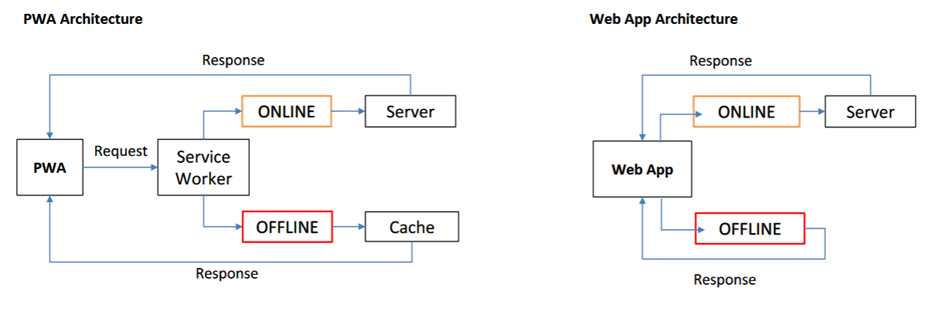 PWA Architecture
Response
ONLINE
Server
PWA
Request
Service
Worker
OFFLINE
Cache
Response
Web App Architecture
Response
ONLINE
Server
Web App
OFFLINE
Response